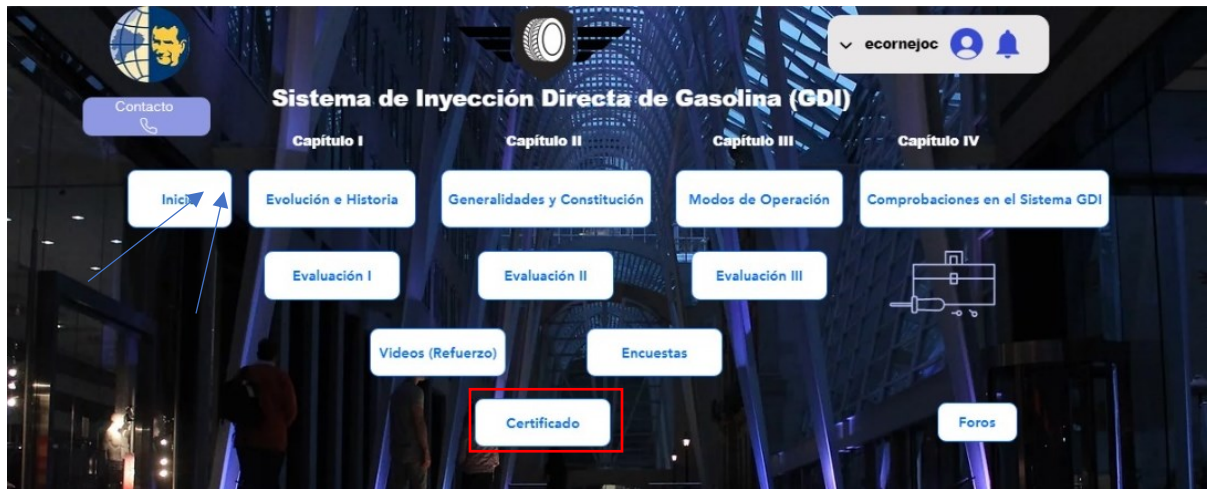 ecornejoc
Contacto
Sistema de Inyección Directa de Gasolina (GDI)
Capítulo I
Capítulo II
Capítulo III
Capítulo IV
Inicio
Evolución e Historia
Generalidades y Constitución
Modos de Operación
Comprobaciones en el Sistema GDI
Evaluación I
Evaluación II
Evaluación III
Videos (Refuerzo)
Encuestas
Certificado
Foros